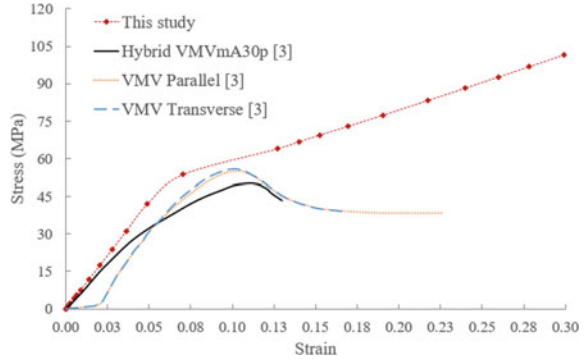 120
105
90
75
60
45
30
15
0
Stress (MPa)
This study
Hybrid VMVmA30p [3]
VMV Parallel [3]
VMV Transverse [3]
0.00 0.03 0.05 0.08 0.10 0.13 0.15 0.18 0.20 0.22 0.25 0.28 0.30
Strain